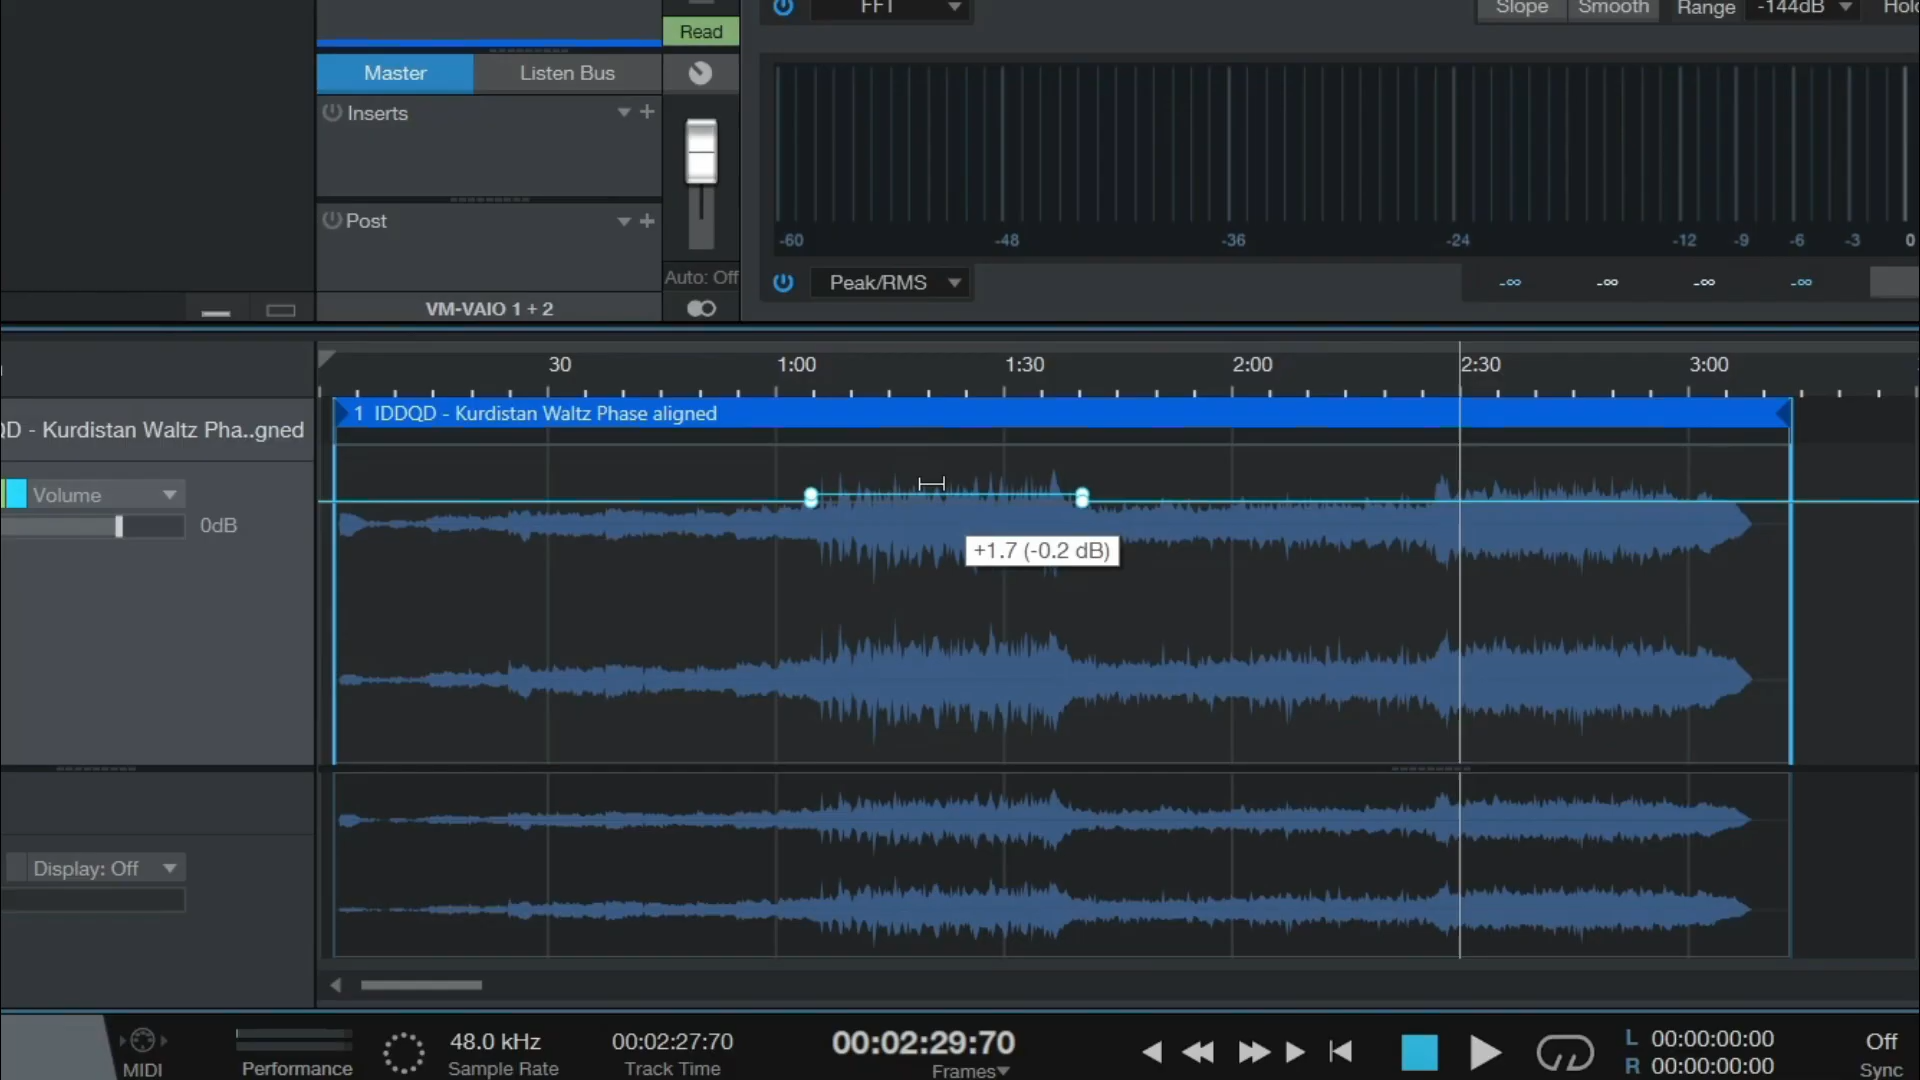 FFT
Slope
Smooth
Range
-144dB
Read
Master
Listen Bus
Inserts
Post
Auto: Off
VM-VAIO 1 + 2
-60
-48
-36
-24
-12
-9
-6
-3
0
Peak/RMS
-∞
-∞
-∞
-∞
30
1:00
1:30
2:00
2:30
3:00
1 IDDQD - Kurdistan Waltz Phase aligned
QD - Kurdistan Waltz Pha..gned
Volume
0dB
+1.7 (-0.2 dB)
Display: Off
MIDI
Performance
48.0 kHz
Sample Rate
00:02:27:70
Track Time
00:02:29:70
Frames
L 00:00:00:00
R 00:00:00:00
Off
Sync